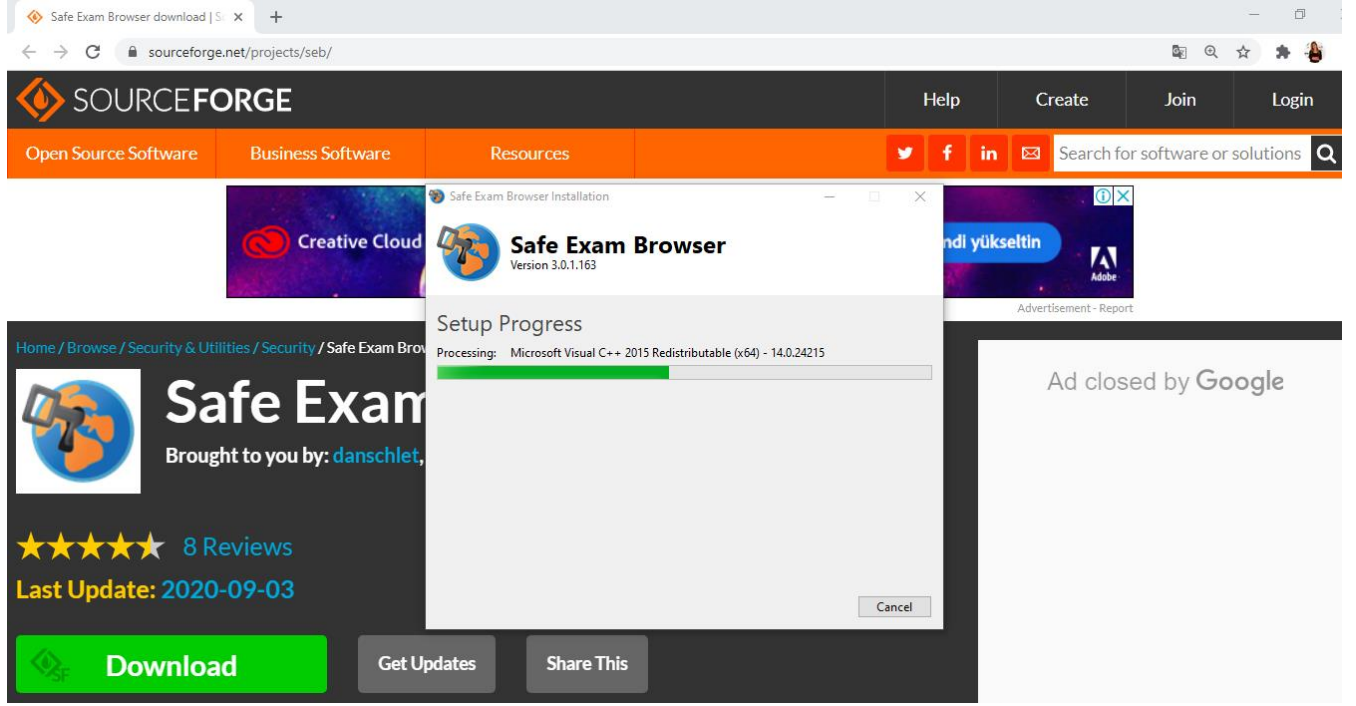 Safe Exam Browser download | S
sourceforge.net/projects/seb/
SOURCEFORGE
Help
Create
Join
Login
Open Source Software
Business Software
Resources
f
in
Search for software or solutions
Creative Cloud
ndi yükseltin
Adobe
Advertisement - Report
Safe Exam Browser Installation
Safe Exam Browser
Version 3.0.1.163
Setup Progress
Processing: Microsoft Visual C++ 2015 Redistributable (x64) - 14.0.24215
Cancel
Home / Browse / Security & Utilities / Security / Safe Exam Brow
Safe Exam
Brought to you by: danschlet,
8 Reviews
Last Update: 2020-09-03
SF
Download
Get Updates
Share This
Ad closed by Google